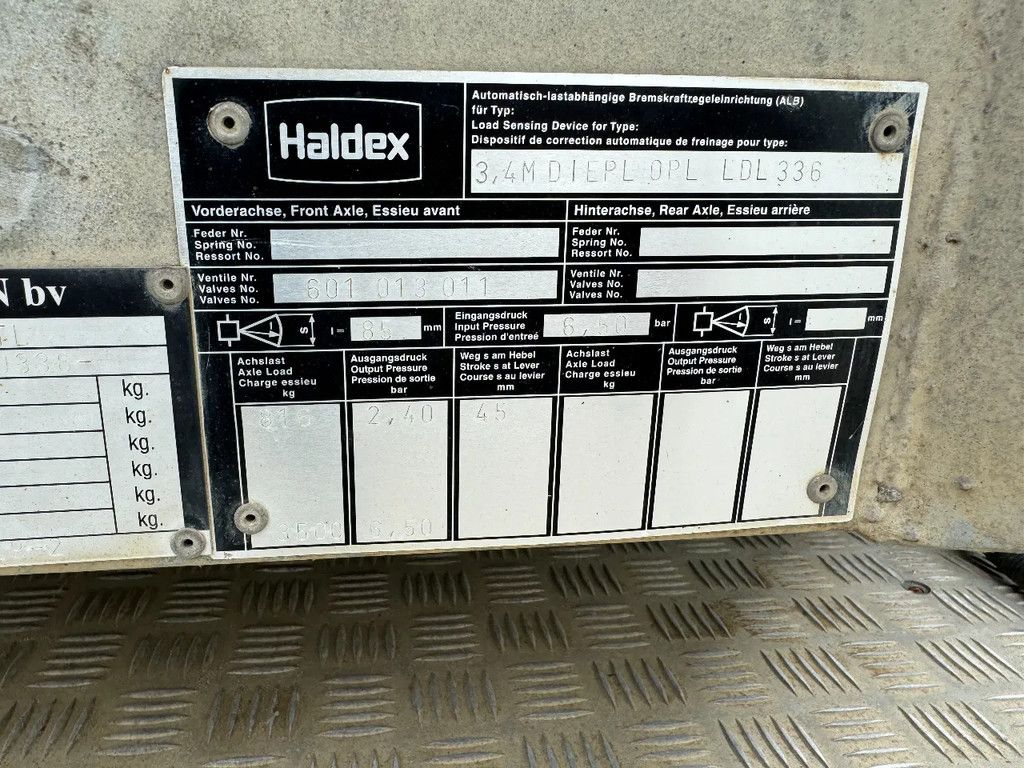 Haldex
Automatisch-lastabhängige Bremskraftregeleinrichtung (ALB)
für Typ:
Load Sensing Device for Type:
Dispositif de correction automatique de freinage pour type:
3,4M DIEPL OPL LDL 336
Vorderachse, Front Axle, Essieu avant
Hinterachse, Rear Axle, Essieu arrière
Feder Nr.
Spring No.
Ressort No.
Feder Nr.
Spring No.
Ressort No.
Ventile Nr.
Valves No.
Valves No.
601 013 011
Ventile Nr.
Valves No.
Valves No.
S l = 85 mm
Eingangsdruck
Input Pressure
Pression d'entreé
6,50 bar
S l = mm
Achslast
Axle Load
Charge essieu
kg
Ausgangsdruck
Output Pressure
Pression de sortie
bar
Weg s am Hebel
Stroke s at Lever
Course s au levier
mm
Achslast
Axle Load
Charge essieu
kg
Ausgangsdruck
Output Pressure
Pression de sortie
bar
Weg s am Hebel
Stroke s at Lever
Course s au levier
mm
2,40 45
3500 6,50
N bv
kg.
kg.
kg.
kg.
kg.
kg.